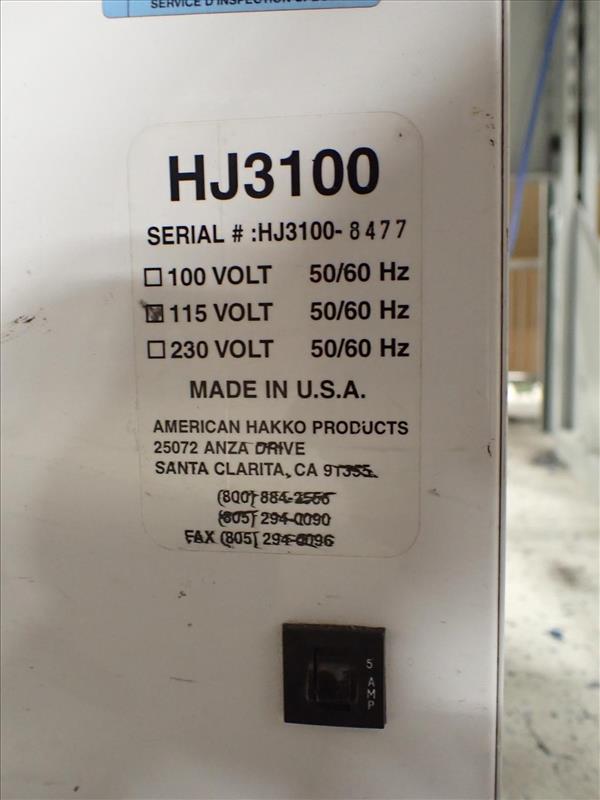 SERVICE D'INSPECTION
HJ3100
SERIAL # :HJ3100- 8477
100 VOLT 50/60 Hz
115 VOLT 50/60 Hz
230 VOLT 50/60 Hz
MADE IN U.S.A.
AMERICAN HAKKO PRODUCTS
25072 ANZA DRIVE
SANTA CLARITA, CA 91355
(800) 884-2556
(805) 294-0090
FAX (805) 294-0096
5 AMP